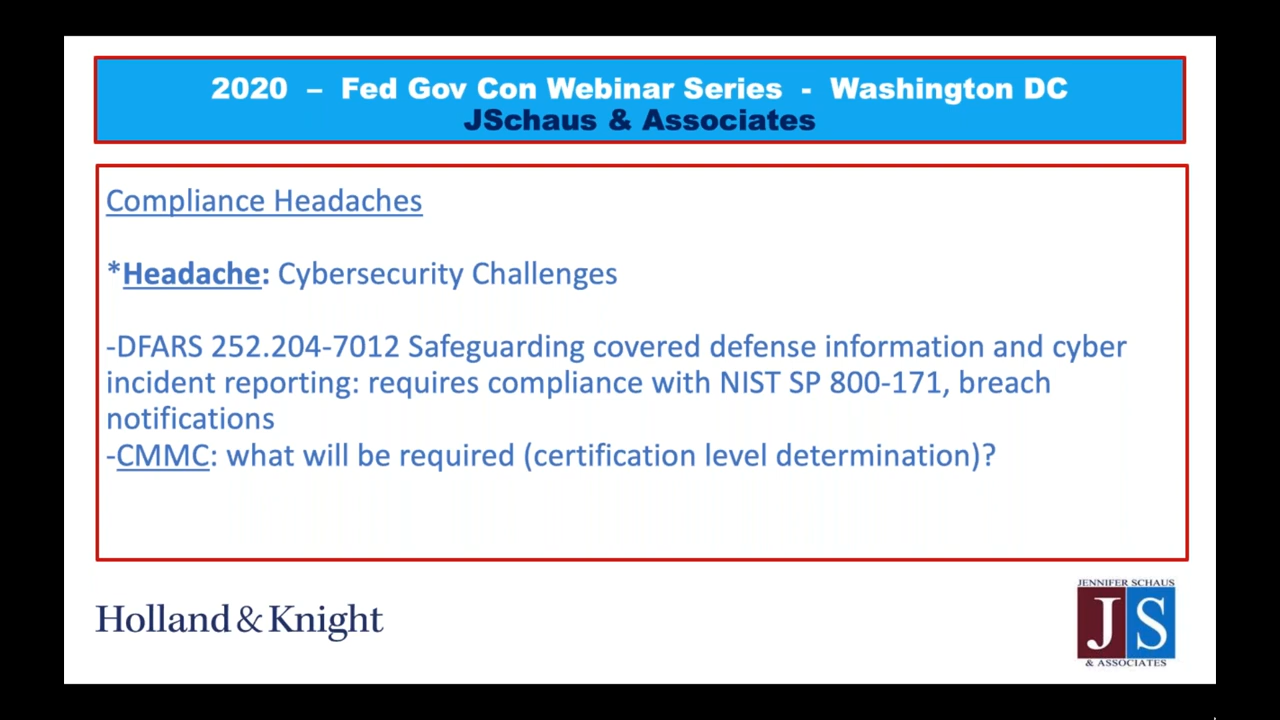 2020 – Fed Gov Con Webinar Series - Washington DC
JSchaus & Associates
Compliance Headaches
*Headache: Cybersecurity Challenges
-DFARS 252.204-7012 Safeguarding covered defense information and cyber
incident reporting: requires compliance with NIST SP 800-171, breach
notifications
-CMMC: what will be required (certification level determination)?
Holland & Knight
JENNIFER SCHAUS
JS
& ASSOCIATES